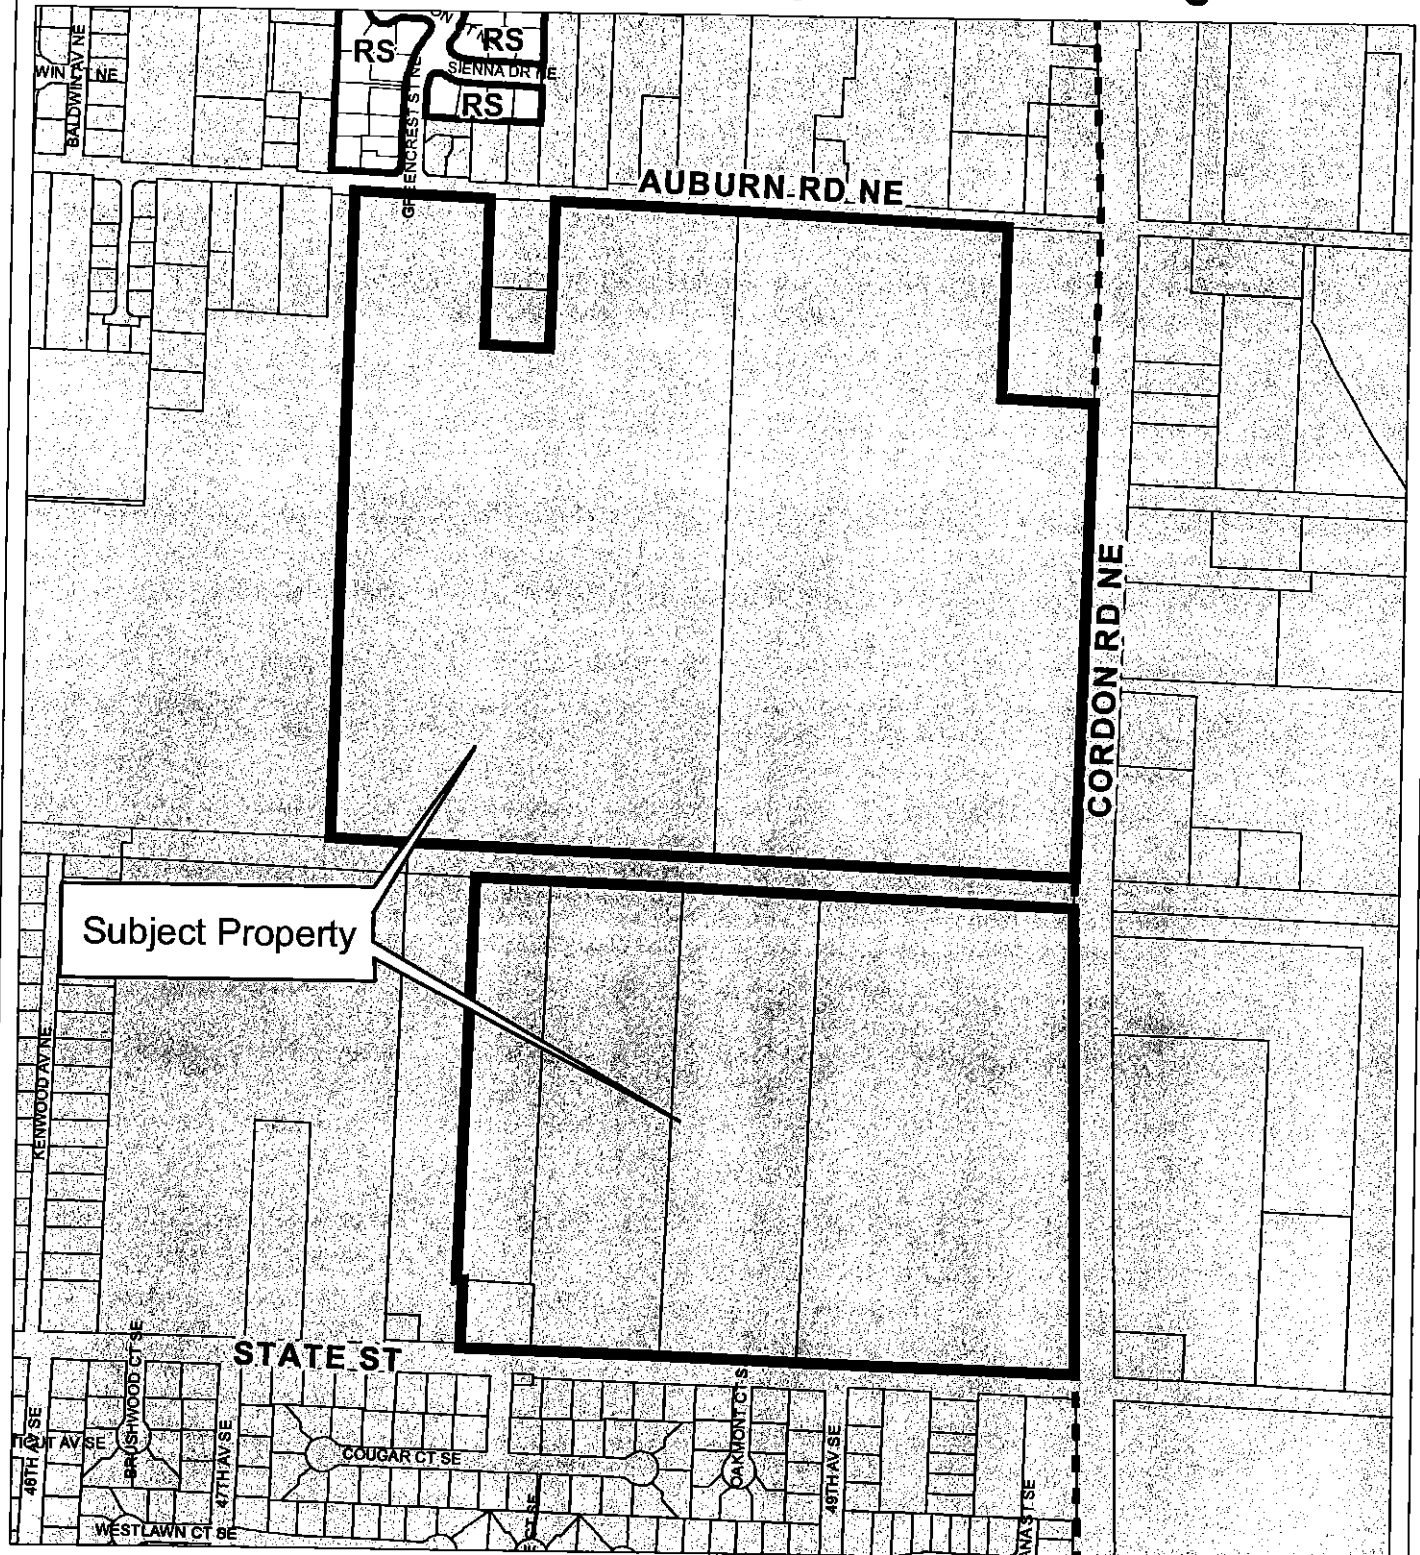 RS
RS
SIENNA DR NE
RS
BALDWIN AV NE
GREENCREST ST NE
AUBURN RD NE
CORDON RD NE
Subject Property
KENWOOD AV NE
STATE ST
BRUSHWOOD CT SE
46TH AV SE
47TH AV SE
COUGAR CT SE
OAKMONT CT S
49TH AV SE
WESTLAWN CT SE
CT SE